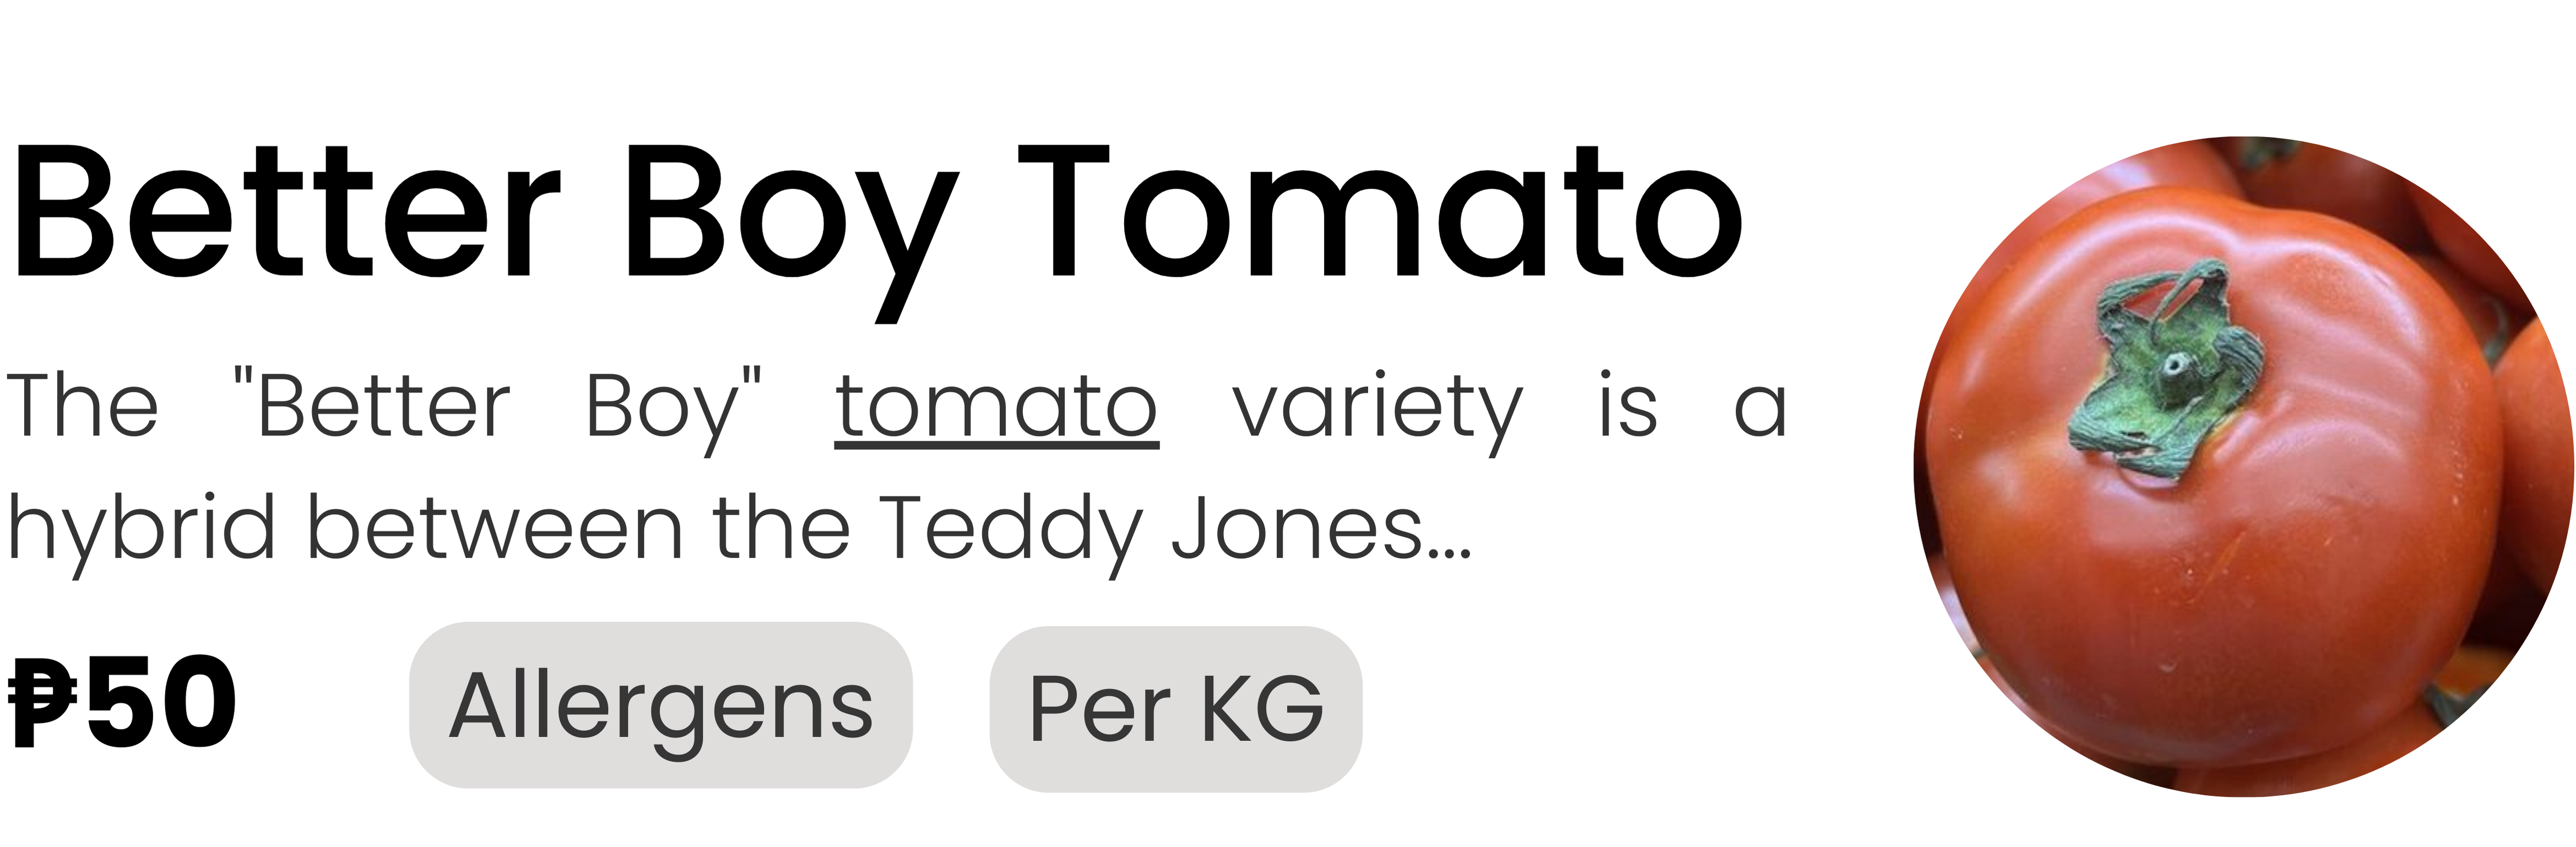 Better Boy Tomato
The "Better Boy" tomato variety is a
hybrid between the Teddy Jones...
₱50 Allergens Per KG